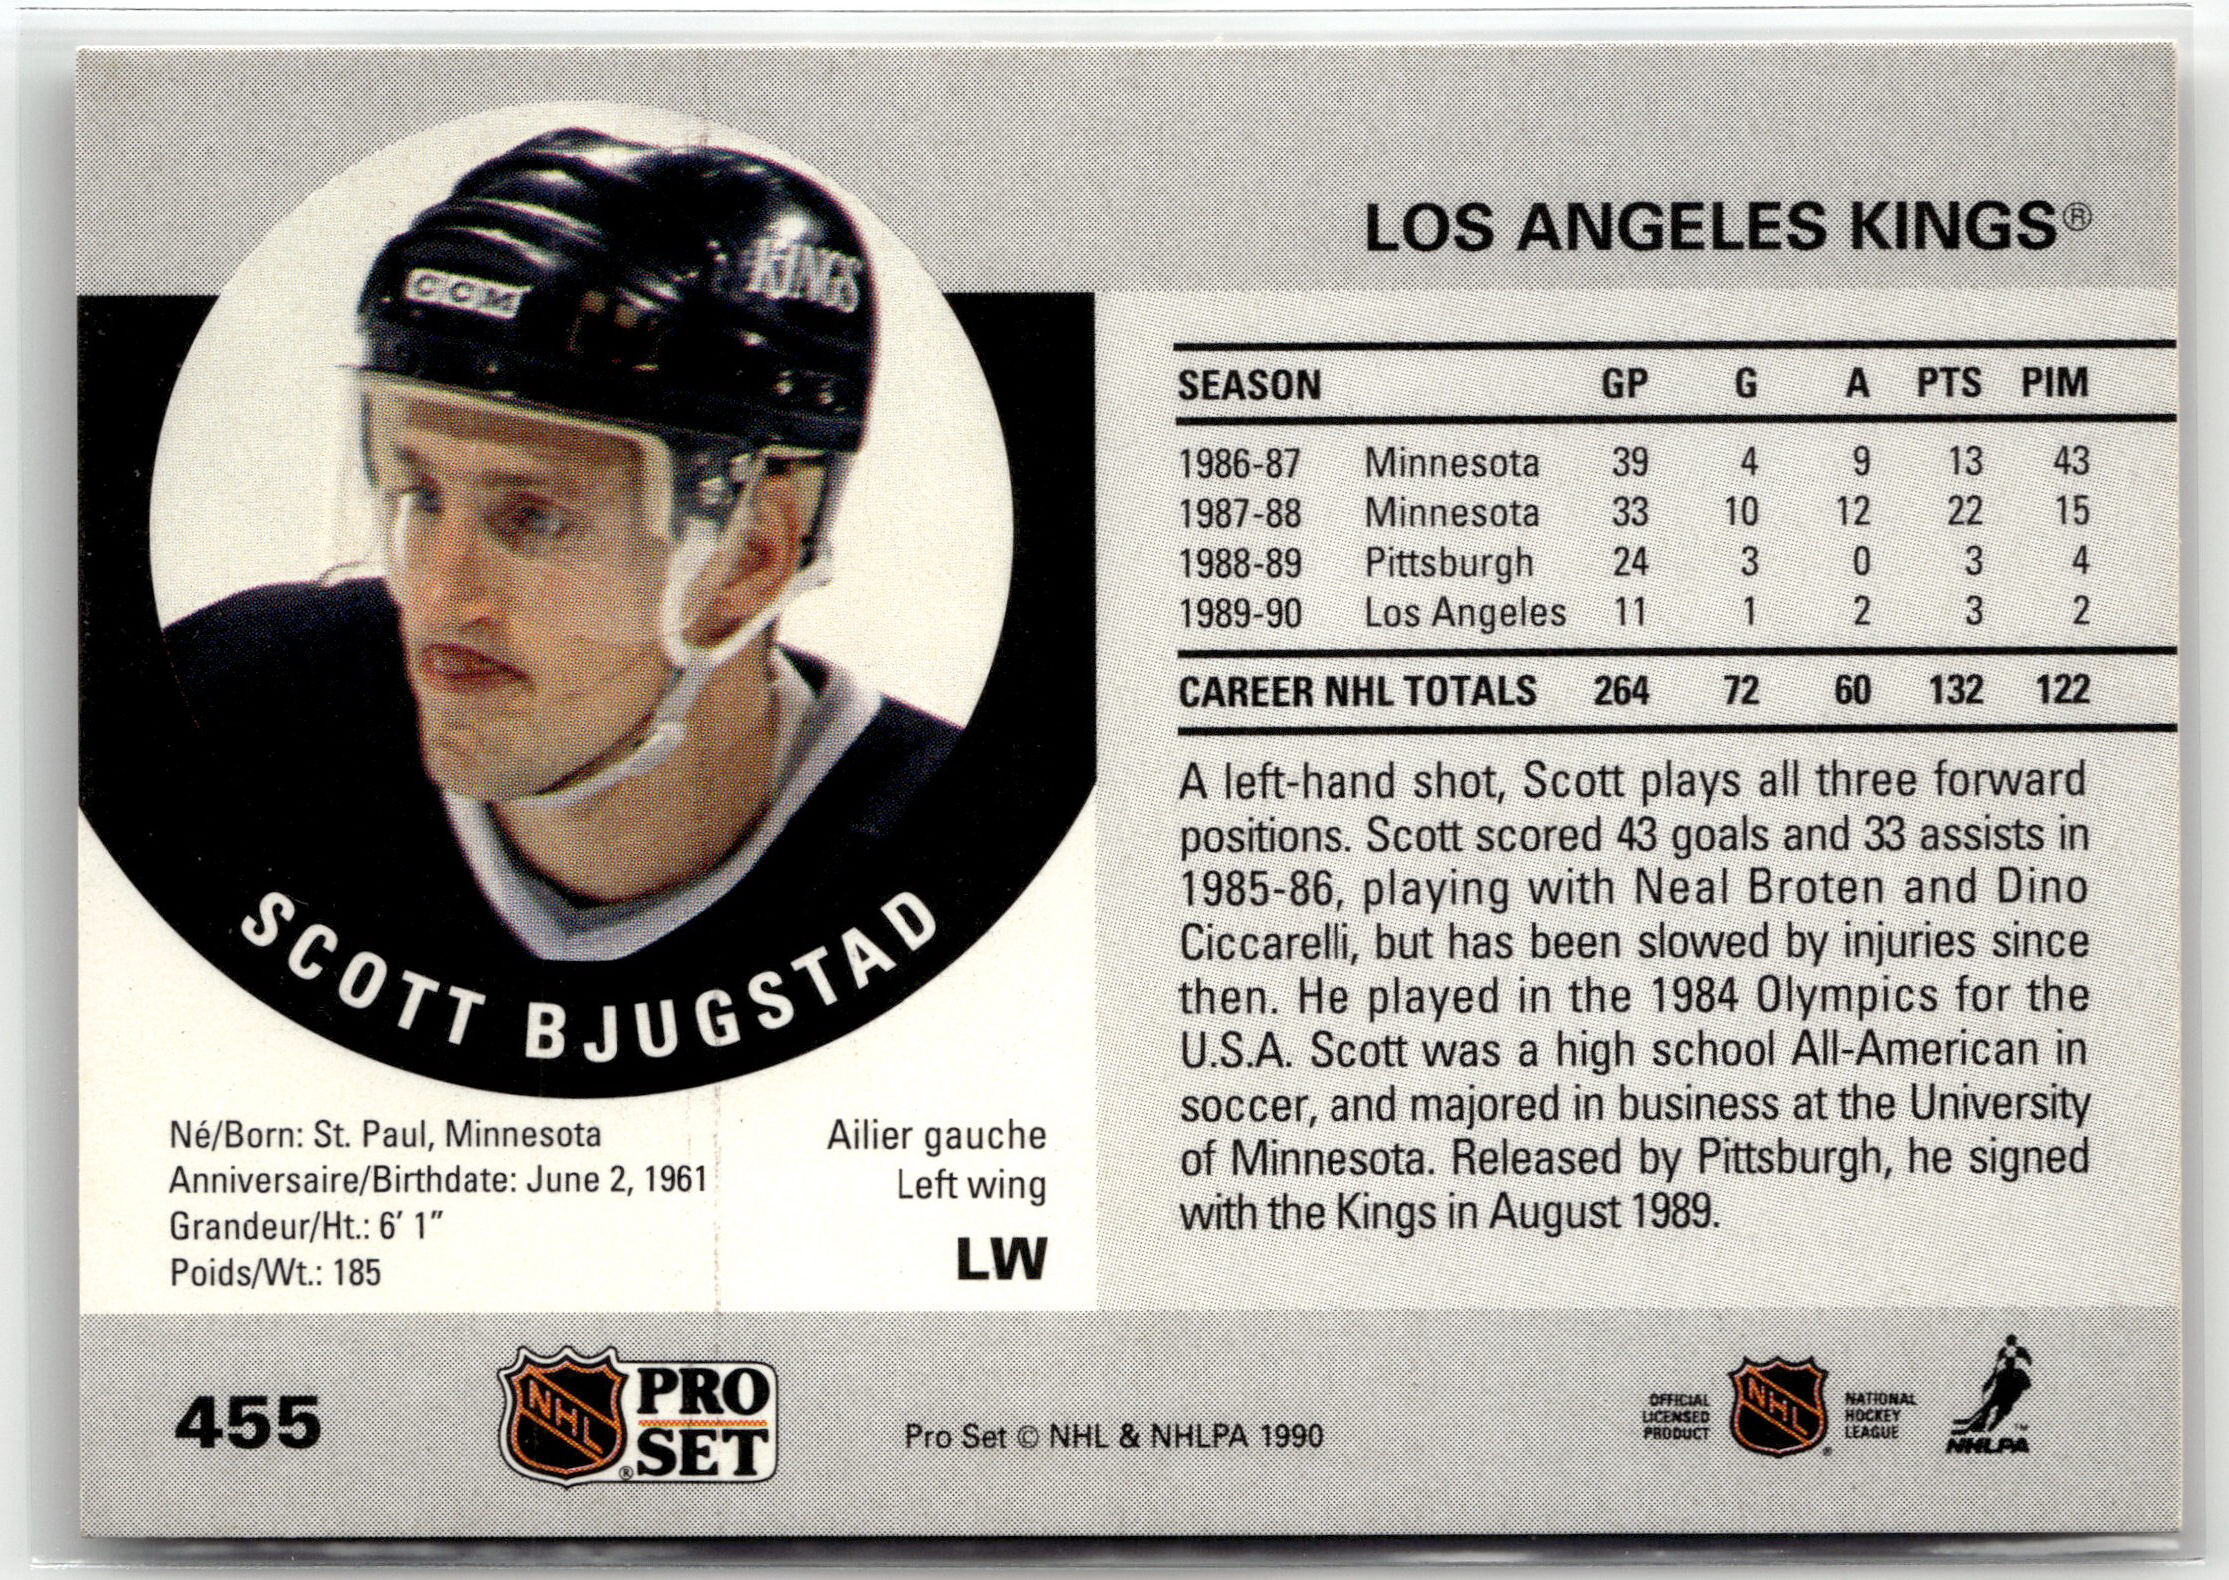 LOS ANGELES KINGS®
CCM
KINGS
SCOTT BJUGSTAD
Né/Born: St. Paul, Minnesota
Anniversaire/Birthdate: June 2, 1961
Grandeur/Ht.: 6' 1"
Poids/Wt.: 185
Ailier gauche
Left wing
LW
SEASON GP G A PTS PIM
1986-87 Minnesota 39 4 9 13 43
1987-88 Minnesota 33 10 12 22 15
1988-89 Pittsburgh 24 3 0 3 4
1989-90 Los Angeles 11 1 2 3 2
CAREER NHL TOTALS 264 72 60 132 122
A left-hand shot, Scott plays all three forward
positions. Scott scored 43 goals and 33 assists in
1985-86, playing with Neal Broten and Dino
Ciccarelli, but has been slowed by injuries since
then. He played in the 1984 Olympics for the
U.S.A. Scott was a high school All-American in
soccer, and majored in business at the University
of Minnesota. Released by Pittsburgh, he signed
with the Kings in August 1989.
455
NHL
PRO
SET
®
Pro Set © NHL & NHLPA 1990
OFFICIAL
LICENSED
PRODUCT
NHL
®
NATIONAL
HOCKEY
LEAGUE
™
NHLPA